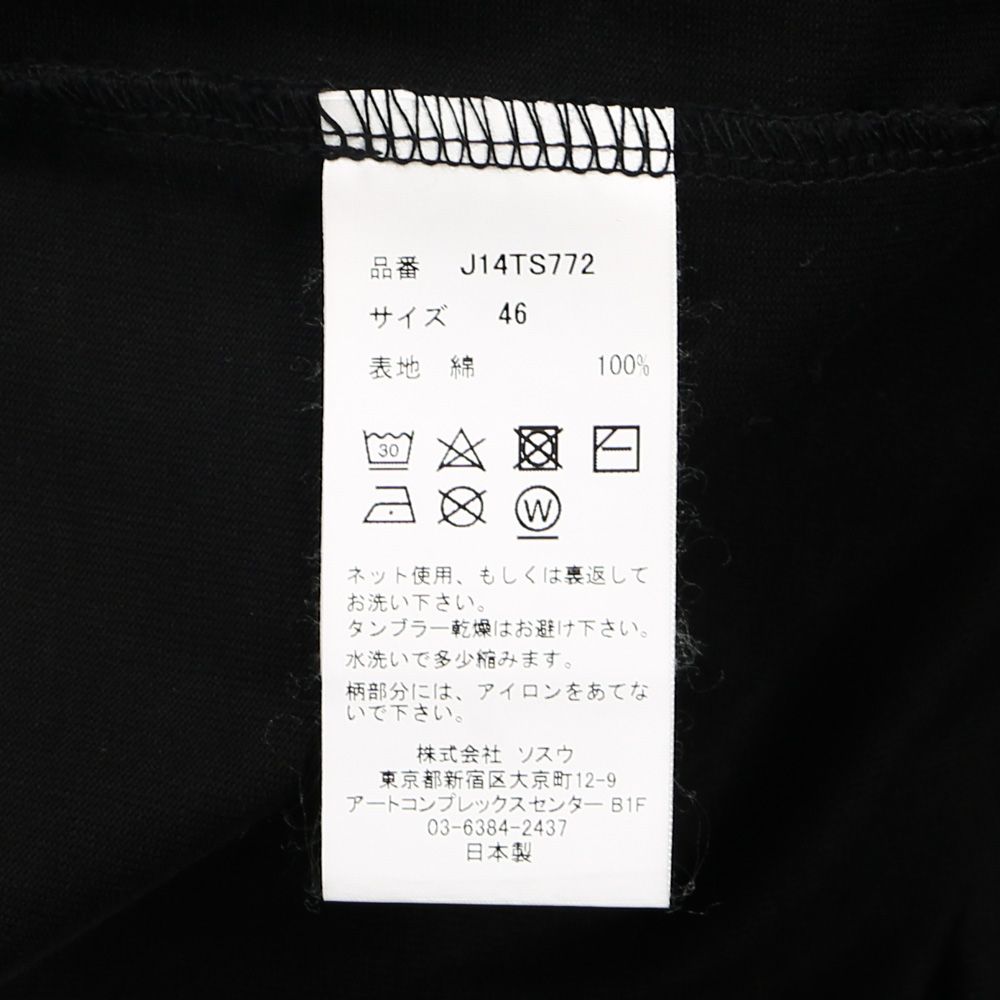 品番 J14TS772
サイズ 46
表地 綿 100%
30
W
ネット使用、もしくは裏返して
お洗い下さい。
タンブラー乾燥はお避け下さい。
水洗いで多少縮みます。
柄部分には、アイロンをあてな
いで下さい。
株式会社 ソスウ
東京都新宿区大京町12-9
アートコンプレックスセンター B1F
03-6384-2437
日本製